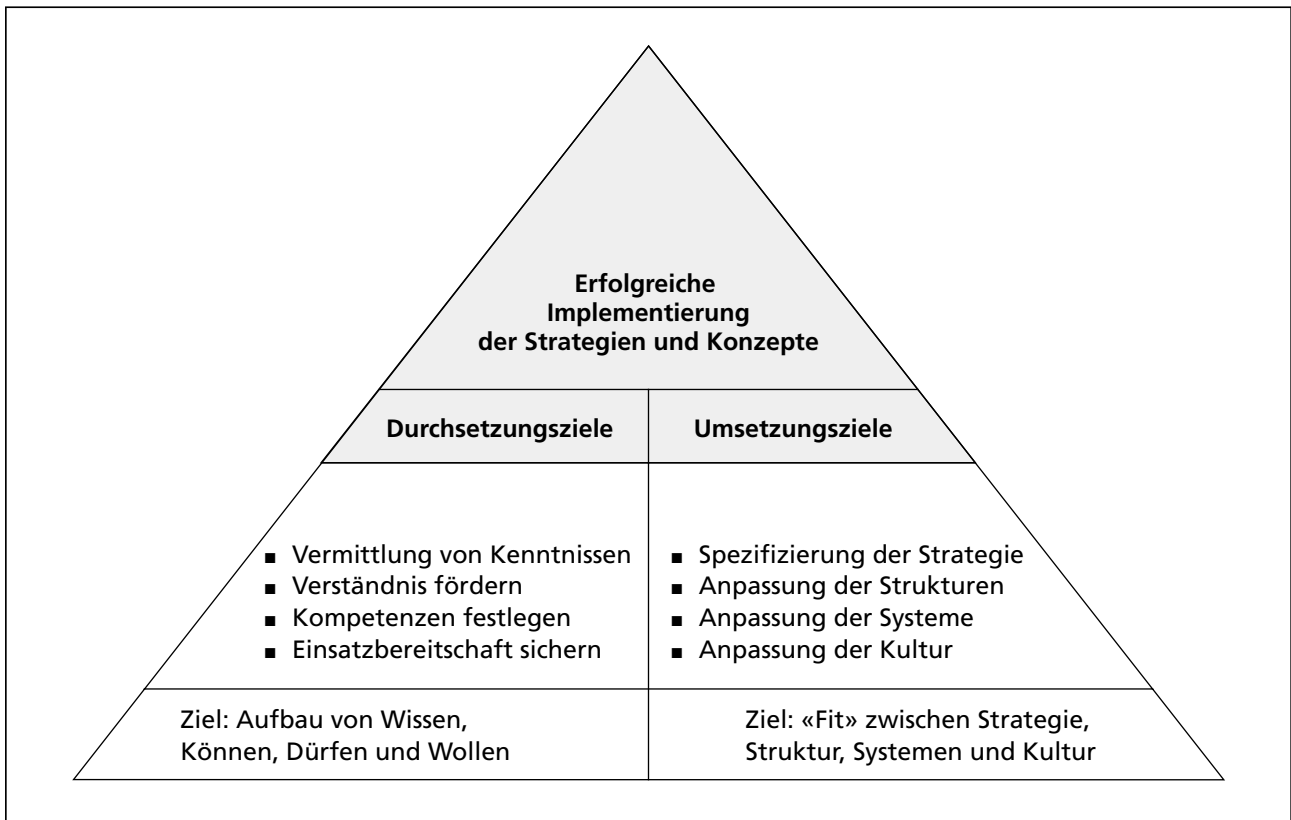 Erfolgreiche
Implementierung
der Strategien und Konzepte
Durchsetzungsziele
Umsetzungsziele
▪ Vermittlung von Kenntnissen
▪ Verständnis fördern
▪ Kompetenzen festlegen
▪ Einsatzbereitschaft sichern
▪ Spezifizierung der Strategie
▪ Anpassung der Strukturen
▪ Anpassung der Systeme
▪ Anpassung der Kultur
Ziel: Aufbau von Wissen,
Können, Dürfen und Wollen
Ziel: «Fit» zwischen Strategie,
Struktur, Systemen und Kultur